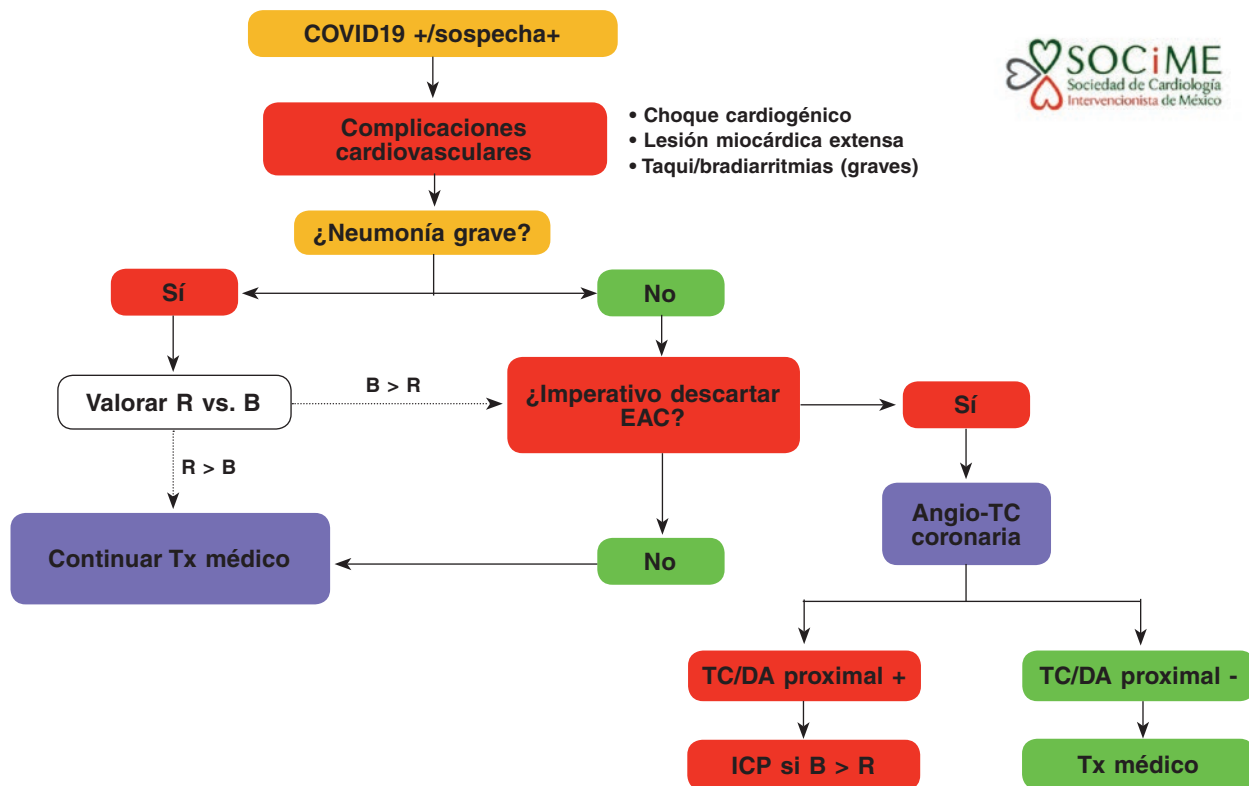 COVID19 +/sospecha+
SOCiME
Sociedad de Cardiología
Intervencionista de México
Complicaciones
cardiovasculares
• Choque cardiogénico
• Lesión miocárdica extensa
• Taqui/bradiarritmias (graves)
¿Neumonía grave?
Sí
No
Valorar R vs. B
B > R
¿Imperativo descartar
EAC?
Sí
R > B
Continuar Tx médico
No
Angio-TC
coronaria
TC/DA proximal +
TC/DA proximal -
ICP si B > R
Tx médico